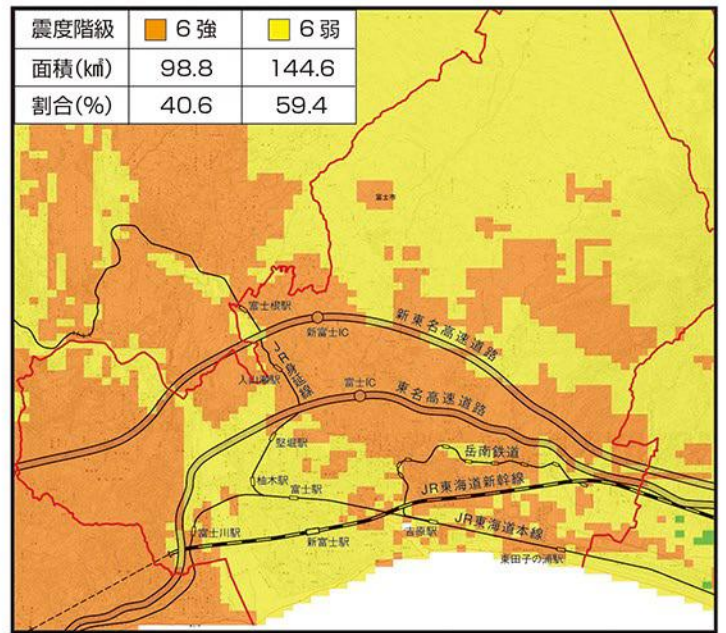 震度階級 6強 6弱
面積(㎢) 98.8 144.6
割合(%) 40.6 59.4
富士市
富士根駅
新富士IC
新東名高速道路
JR身延線
入山瀬駅
富士IC
東名高速道路
竪堀駅
岳南鉄道
柚木駅
富士駅
JR東海道新幹線
富士川駅
新富士駅
吉原駅
JR東海道本線
東田子の浦駅